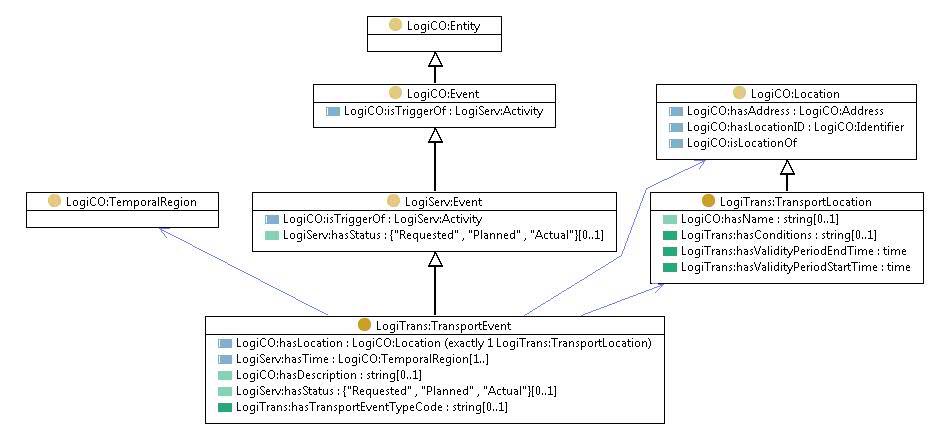 LogiCO:Entity
LogiCO:Event
LogiCO:isTriggerOf : LogiServ:Activity
LogiCO:Location
LogiCO:hasAddress : LogiCO:Address
LogiCO:hasLocationID : LogiCO:Identifier
LogiCO:isLocationOf
LogiCO:TemporalRegion
LogiServ:Event
LogiCO:isTriggerOf : LogiServ:Activity
LogiServ:hasStatus : {"Requested" , "Planned" , "Actual"}[0..1]
LogiTrans:TransportLocation
LogiCO:hasName : string[0..1]
LogiTrans:hasConditions : string[0..1]
LogiTrans:hasValidityPeriodEndTime : time
LogiTrans:hasValidityPeriodStartTime : time
LogiTrans:TransportEvent
LogiCO:hasLocation : LogiCO:Location (exactly 1 LogiTrans:TransportLocation)
LogiServ:hasTime : LogiCO:TemporalRegion[1..]
LogiCO:hasDescription : string[0..1]
LogiServ:hasStatus : {"Requested" , "Planned" , "Actual"}[0..1]
LogiTrans:hasTransportEventTypeCode : string[0..1]